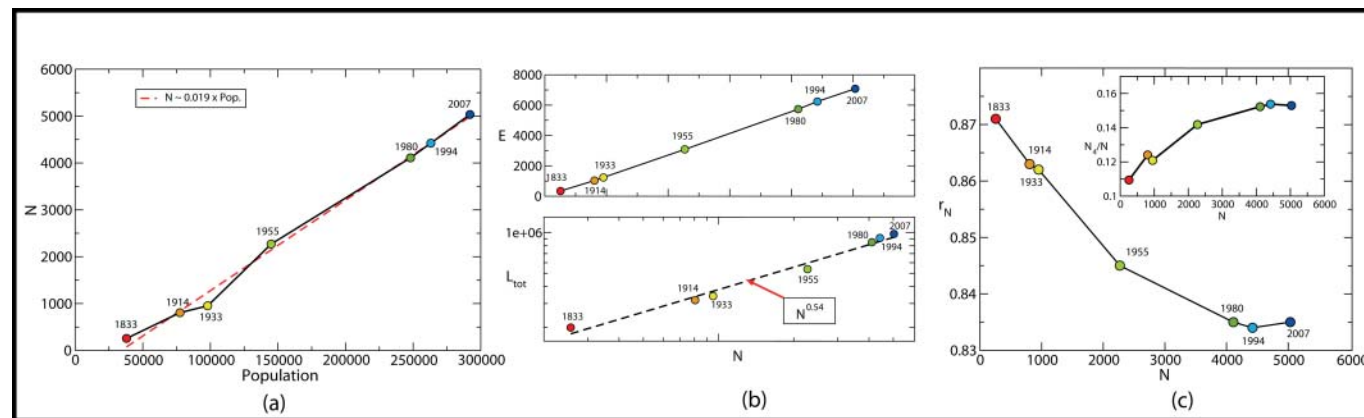 6000
5000
4000
3000
2000
1000
0
N
N ~ 0.019 x Pop.
1833
1914
1933
1955
1980
1994
2007
0 50000 100000 150000 200000 250000 300000
Population
(a)
8000
6000
4000
2000
0
E
1833
1914
1933
1955
1980
1994
2007
1e+06
L_tot
1833
1914
1933
1955
1980
1994
2007
N^0.54
N
(b)
0.87
0.86
0.85
0.84
0.83
r_N
1833
1914
1933
1955
1980
1994
2007
0.16
0.14
0.12
0.1
N_4/N
0 1000 2000 3000 4000 5000 6000
N
0 1000 2000 3000 4000 5000 6000
N
(c)